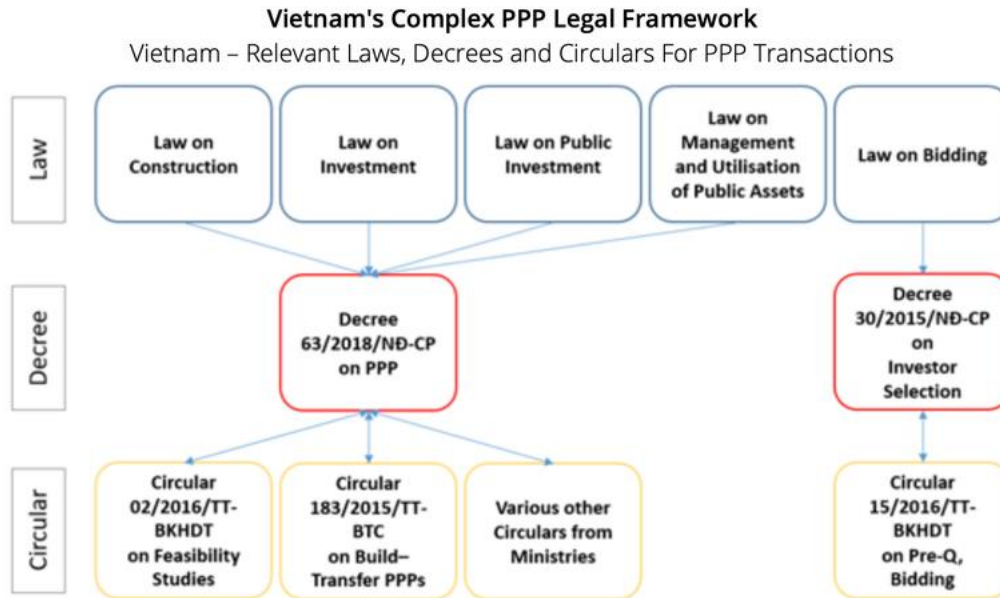 Vietnam's Complex PPP Legal Framework
Vietnam – Relevant Laws, Decrees and Circulars For PPP Transactions
Law
Law on
Construction
Law on
Investment
Law on Public
Investment
Law on
Management
and Utilisation
of Public Assets
Law on Bidding
Decree
Decree
63/2018/NĐ-CP
on PPP
Decree
30/2015/NĐ-CP
on
Investor
Selection
Circular
Circular
02/2016/TT-
BKHDT
on Feasibility
Studies
Circular
183/2015/TT-
BTC
on Build–
Transfer PPPs
Various other
Circulars from
Ministries
Circular
15/2016/TT-
BKHDT
on Pre-Q,
Bidding